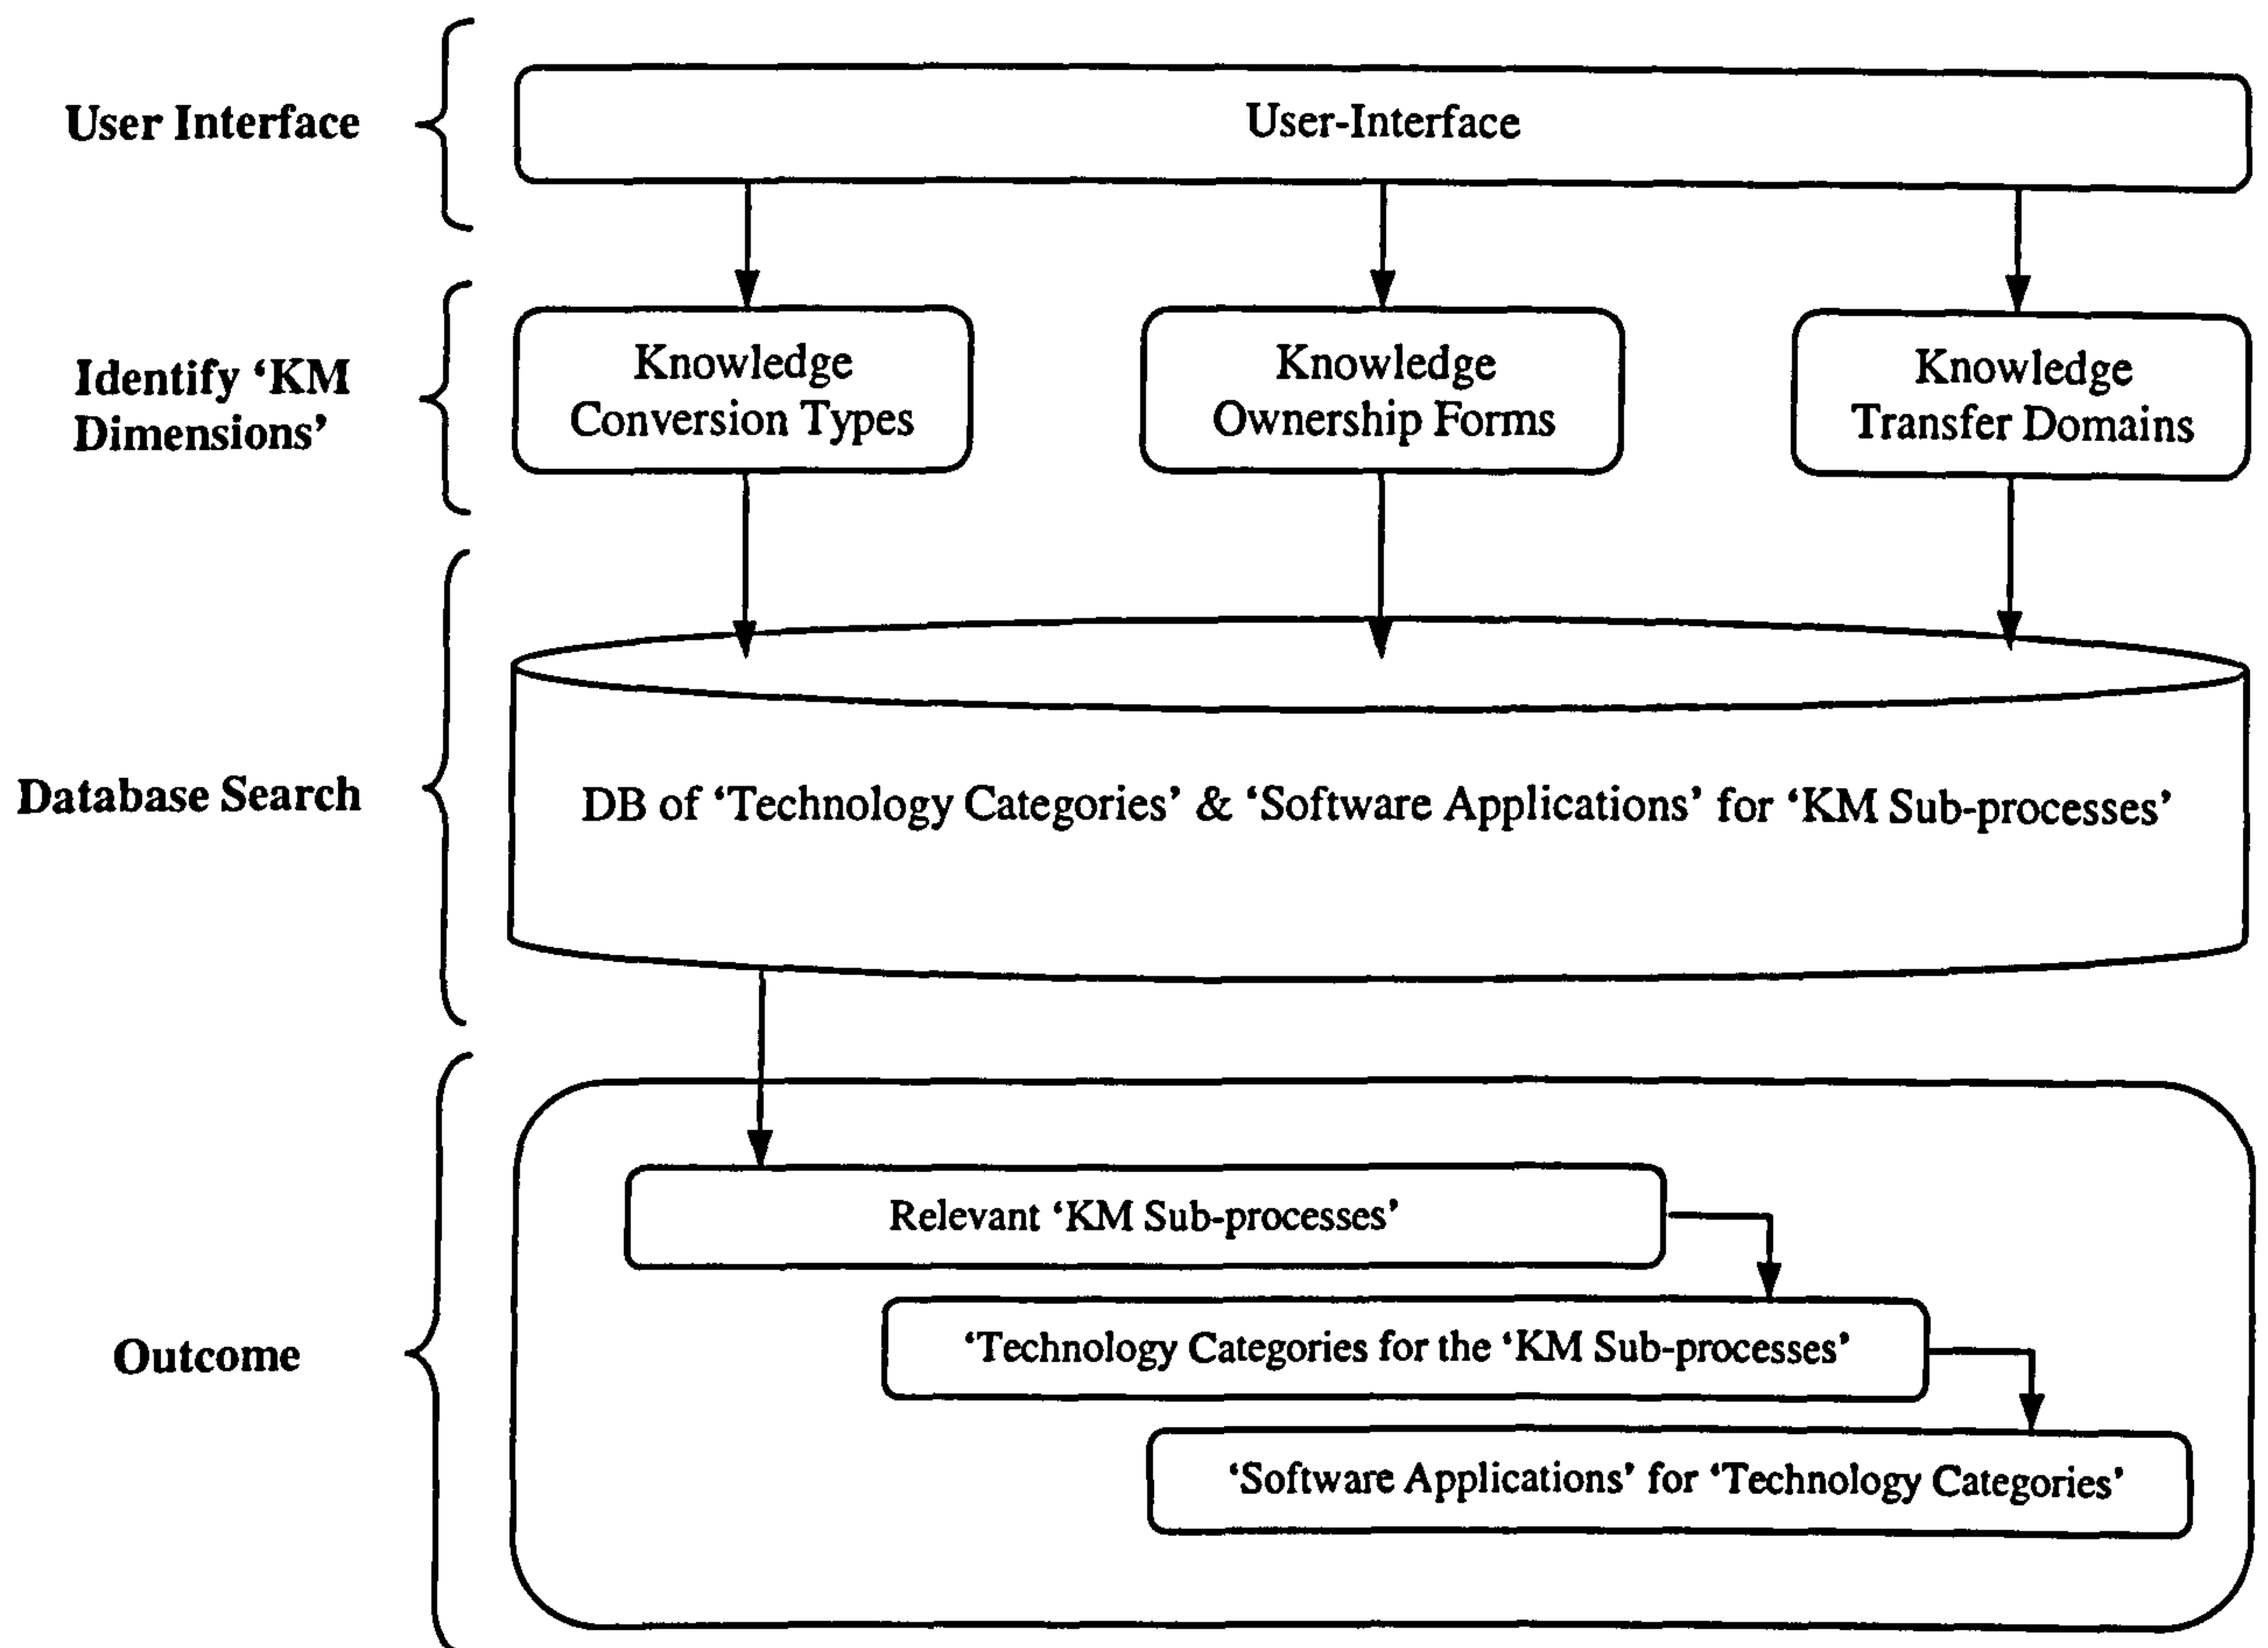 User Interface
User-Interface
Identify ‘KM
Dimensions’
Knowledge
Conversion Types
Knowledge
Ownership Forms
Knowledge
Transfer Domains
Database Search
DB of ‘Technology Categories’ & ‘Software Applications’ for ‘KM Sub-processes’
Outcome
Relevant ‘KM Sub-processes’
‘Technology Categories for the ‘KM Sub-processes’
‘Software Applications’ for ‘Technology Categories’